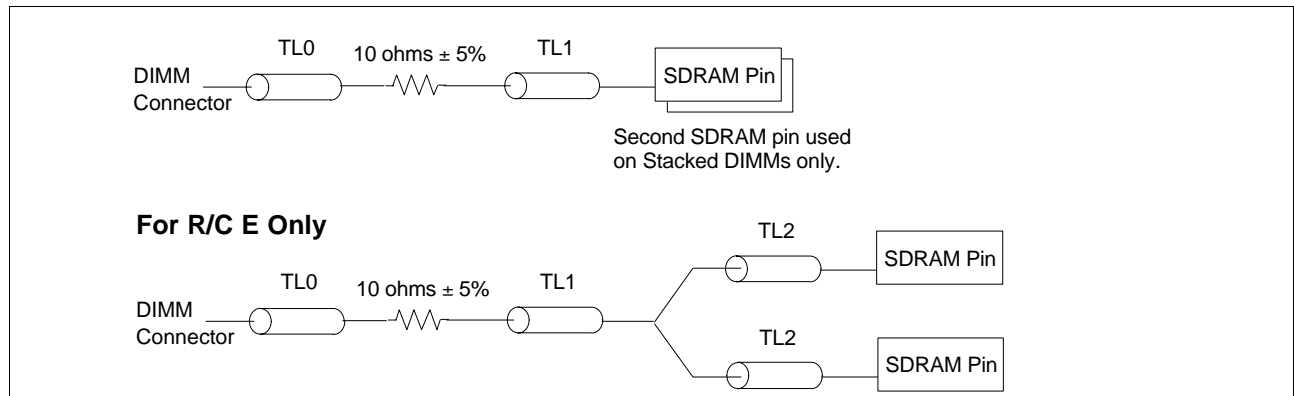 TL0
10 ohms ± 5%
TL1
DIMM
Connector
SDRAM Pin
Second SDRAM pin used
on Stacked DIMMs only.
For R/C E Only
TL2
SDRAM Pin
TL0
10 ohms ± 5%
TL1
DIMM
Connector
TL2
SDRAM Pin